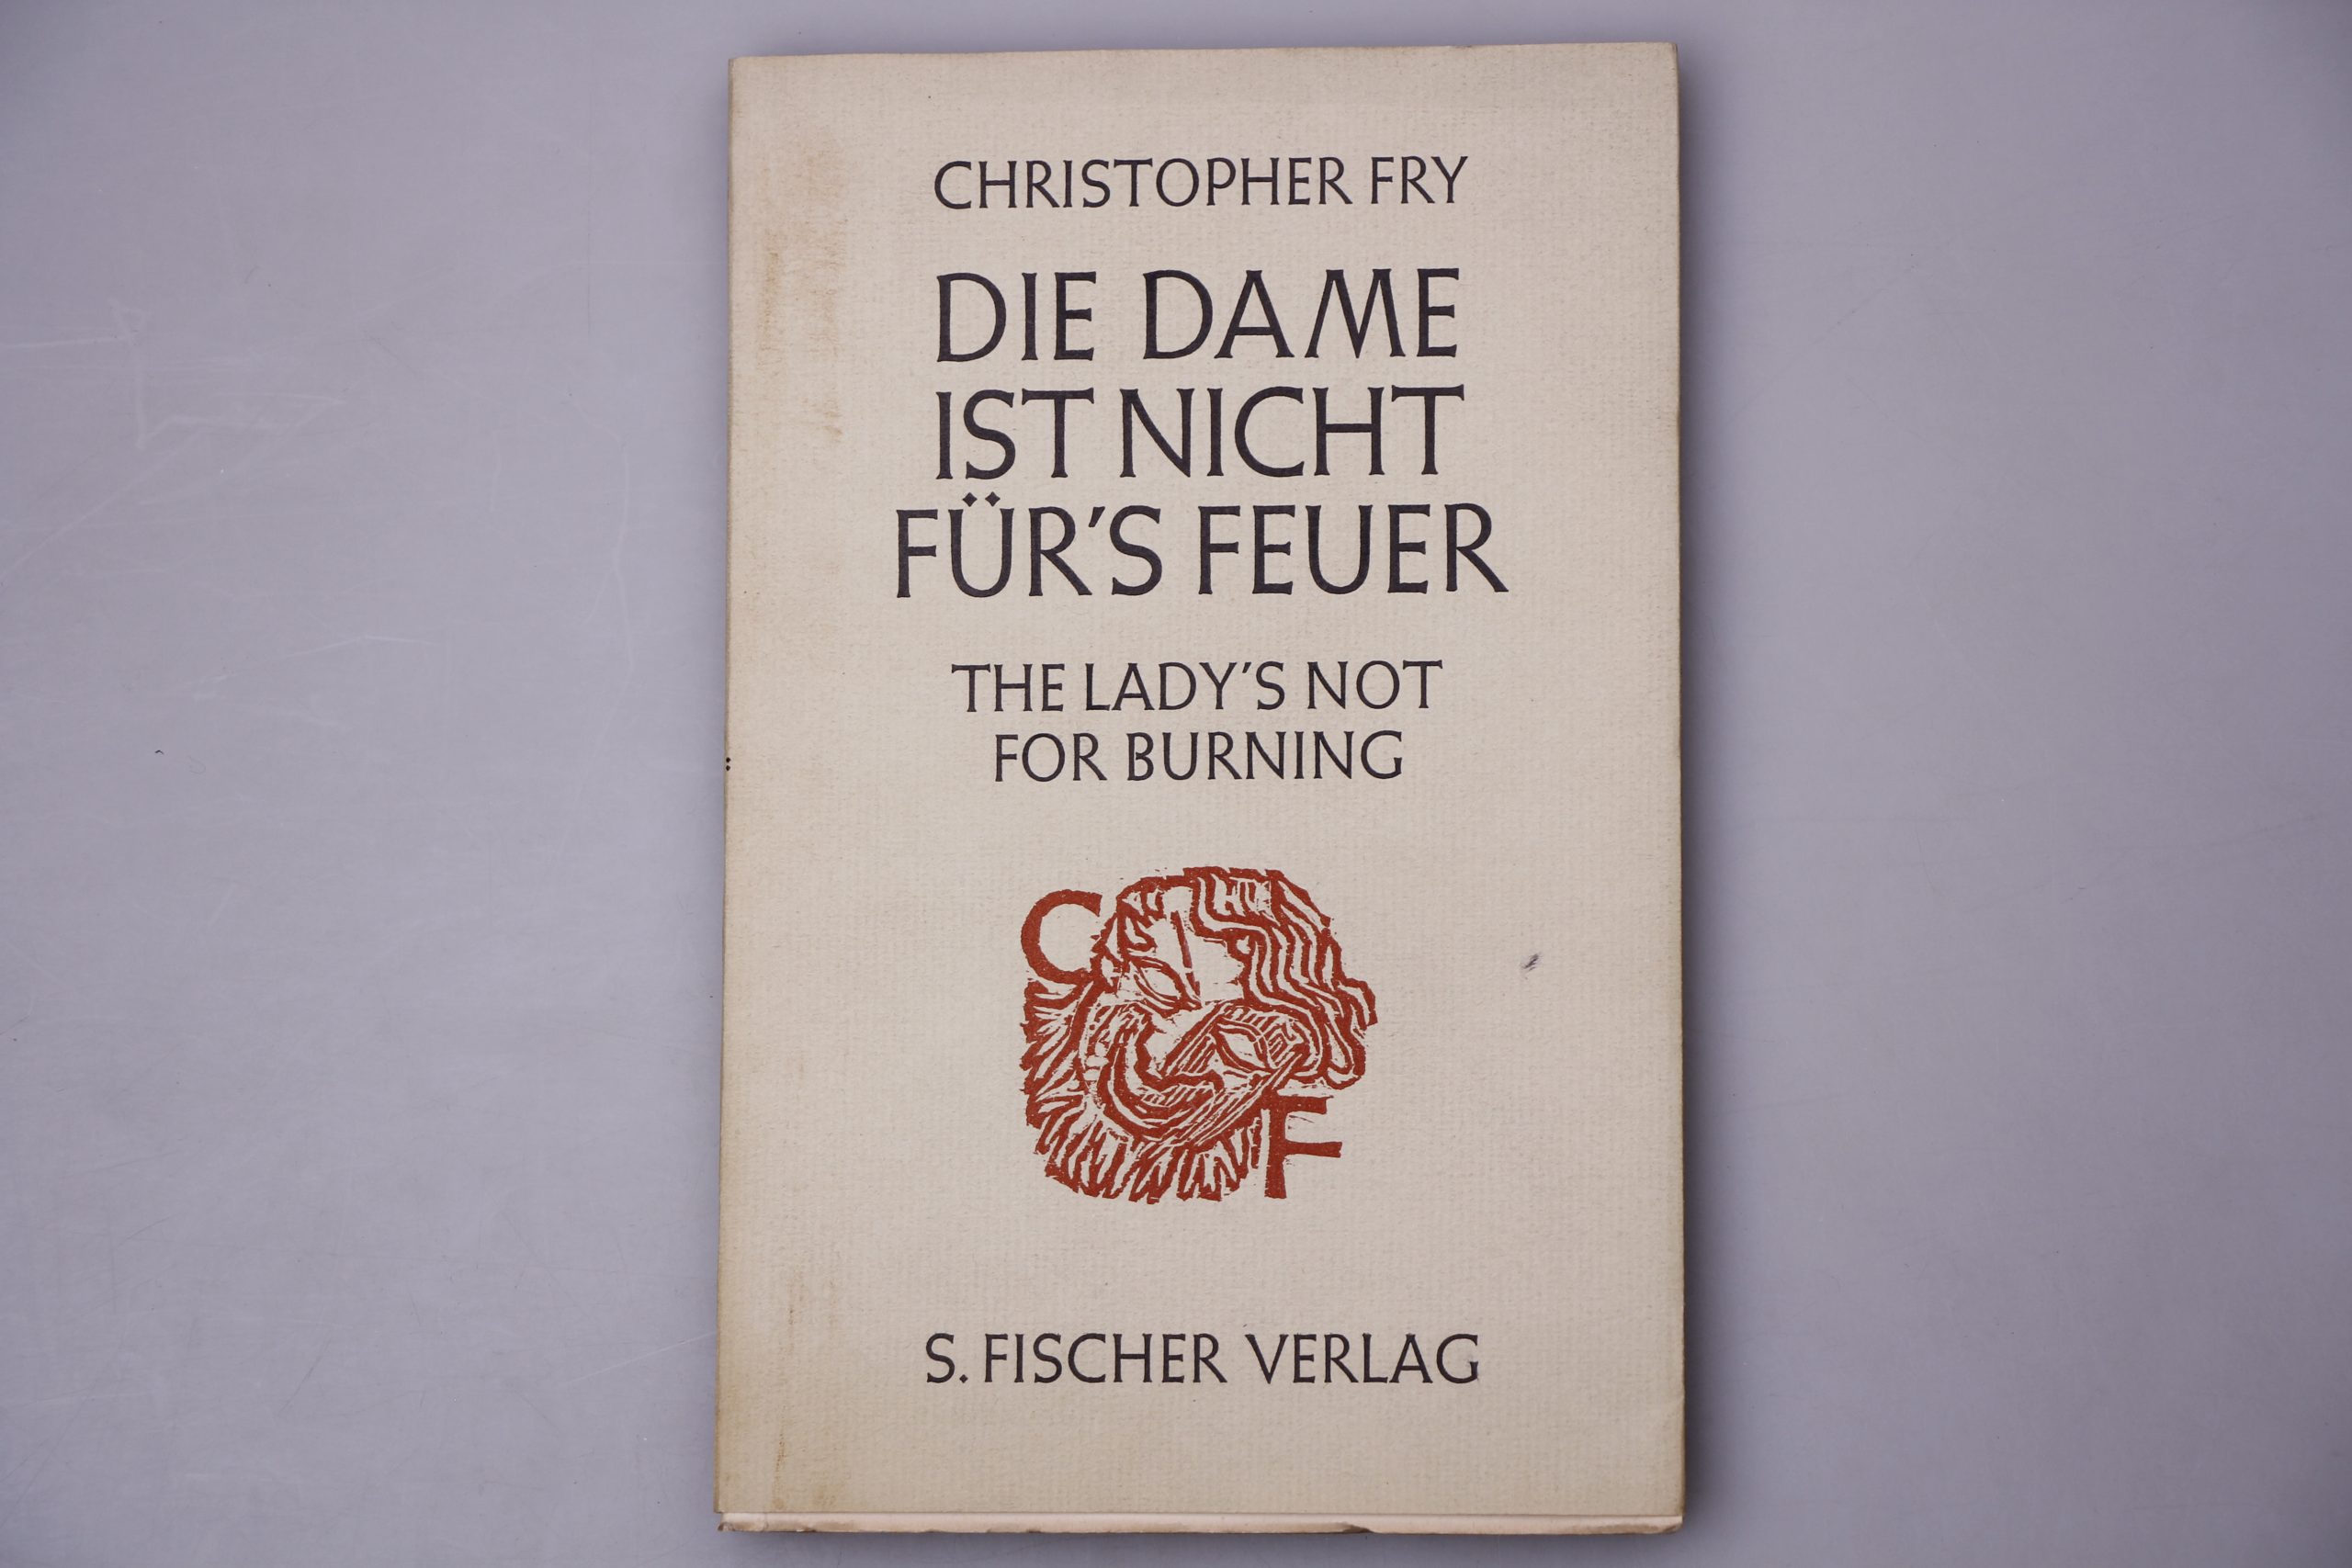 CHRISTOPHER FRY
DIE DAME
IST NICHT
FÜR'S FEUER
THE LADY'S NOT
FOR BURNING
C
F
S. FISCHER VERLAG